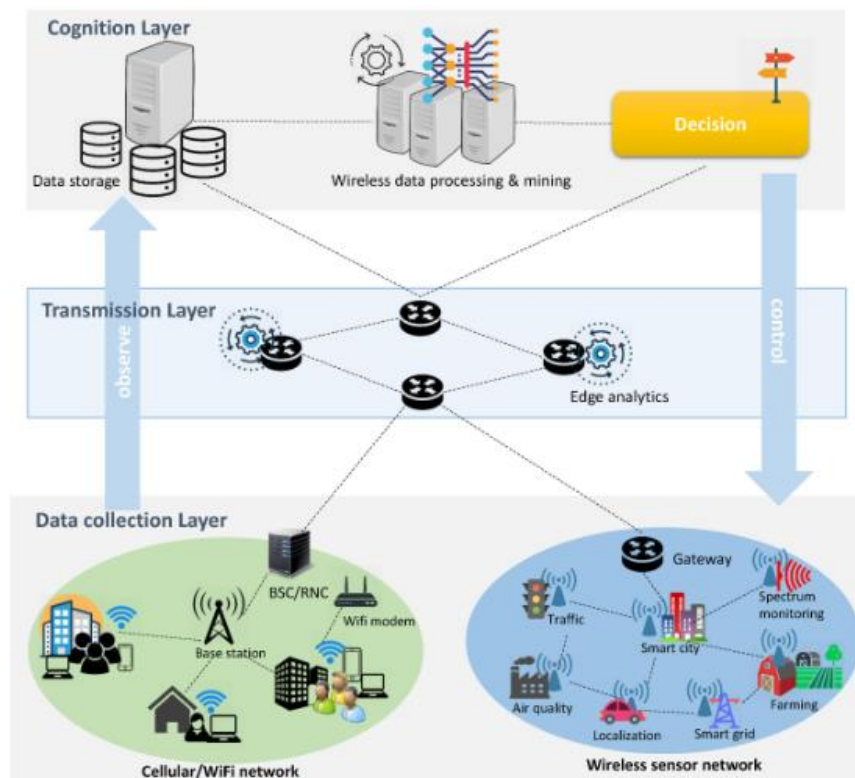 Cognition Layer
Decision
Data storage
Wireless data processing & mining
Transmission Layer
observe
control
Edge analytics
Data collection Layer
BSC/RNC
Wifi modem
Base station
Cellular/WiFi network
Gateway
Spectrum
monitoring
Traffic
Smart city
Air quality
Localization
Smart grid
Farming
Wireless sensor network